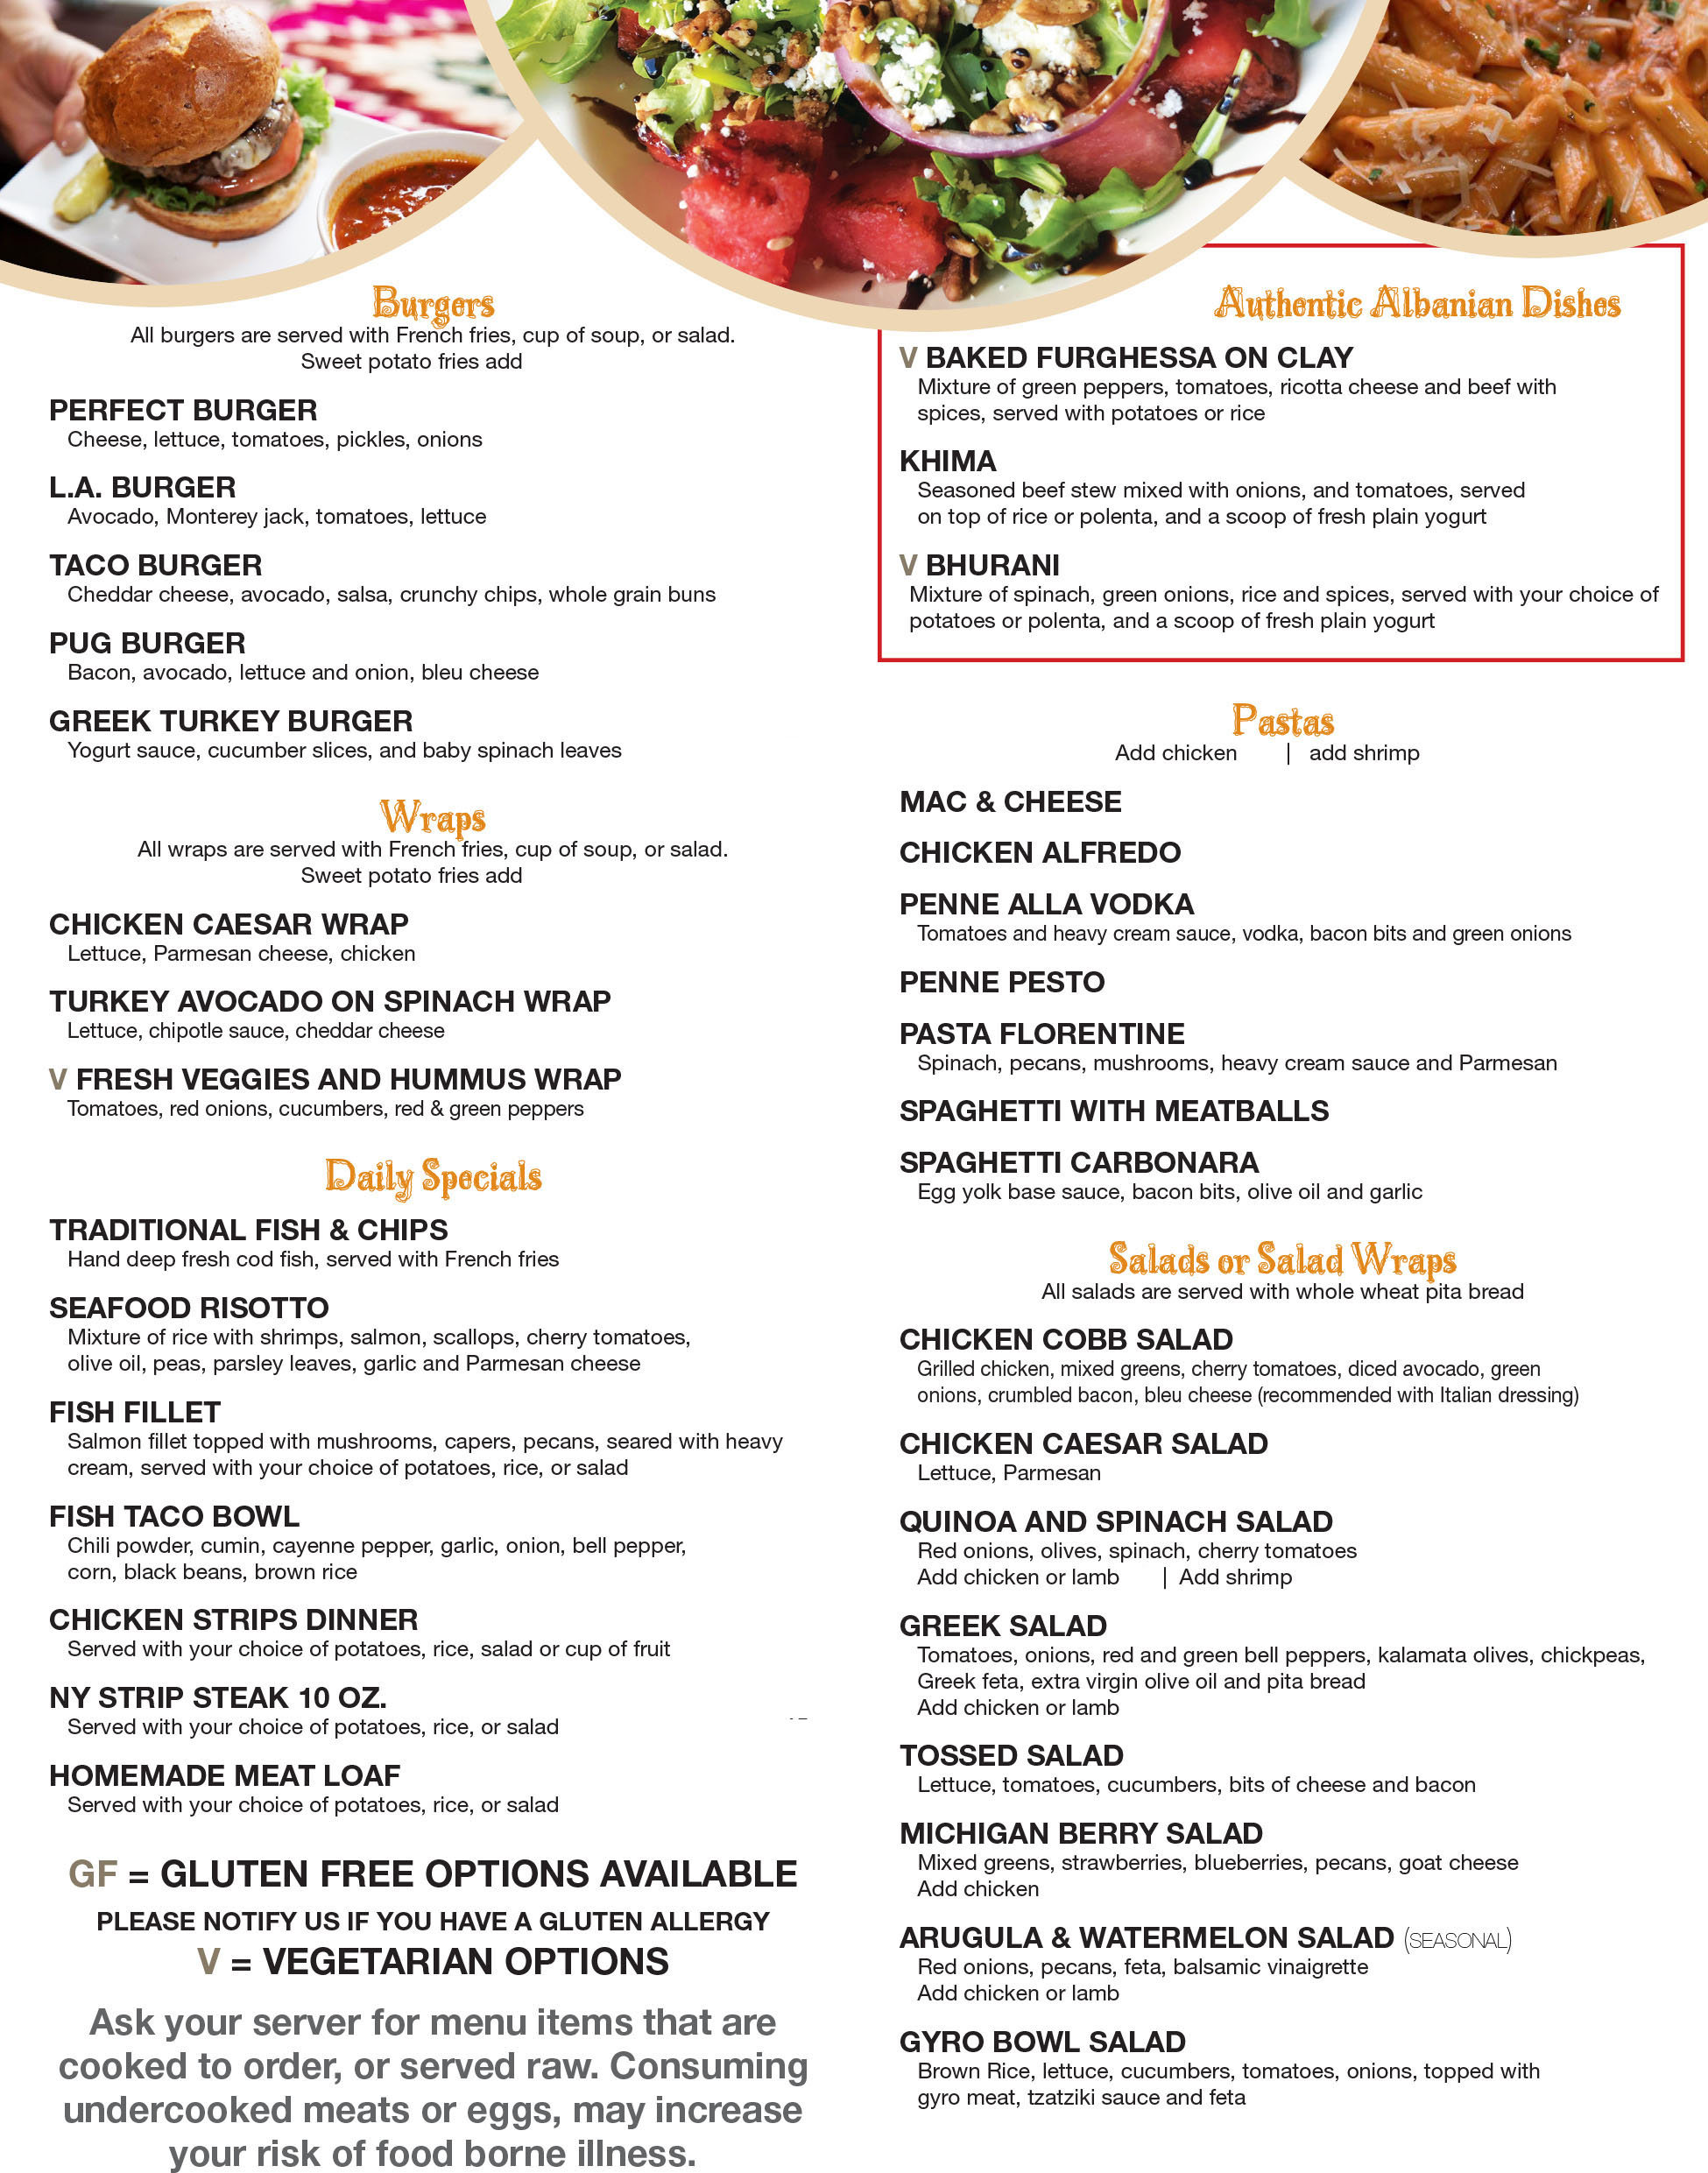 Burgers
All burgers are served with French fries, cup of soup, or salad.
Sweet potato fries add
PERFECT BURGER
Cheese, lettuce, tomatoes, pickles, onions
L.A. BURGER
Avocado, Monterey jack, tomatoes, lettuce
TACO BURGER
Cheddar cheese, avocado, salsa, crunchy chips, whole grain buns
PUG BURGER
Bacon, avocado, lettuce and onion, bleu cheese
GREEK TURKEY BURGER
Yogurt sauce, cucumber slices, and baby spinach leaves
Wraps
All wraps are served with French fries, cup of soup, or salad.
Sweet potato fries add
CHICKEN CAESAR WRAP
Lettuce, Parmesan cheese, chicken
TURKEY AVOCADO ON SPINACH WRAP
Lettuce, chipotle sauce, cheddar cheese
V FRESH VEGGIES AND HUMMUS WRAP
Tomatoes, red onions, cucumbers, red & green peppers
Daily Specials
TRADITIONAL FISH & CHIPS
Hand deep fresh cod fish, served with French fries
SEAFOOD RISOTTO
Mixture of rice with shrimps, salmon, scallops, cherry tomatoes,
olive oil, peas, parsley leaves, garlic and Parmesan cheese
FISH FILLET
Salmon fillet topped with mushrooms, capers, pecans, seared with heavy
cream, served with your choice of potatoes, rice, or salad
FISH TACO BOWL
Chili powder, cumin, cayenne pepper, garlic, onion, bell pepper,
corn, black beans, brown rice
CHICKEN STRIPS DINNER
Served with your choice of potatoes, rice, salad or cup of fruit
NY STRIP STEAK 10 OZ.
Served with your choice of potatoes, rice, or salad
HOMEMADE MEAT LOAF
Served with your choice of potatoes, rice, or salad
GF = GLUTEN FREE OPTIONS AVAILABLE
PLEASE NOTIFY US IF YOU HAVE A GLUTEN ALLERGY
V = VEGETARIAN OPTIONS
Ask your server for menu items that are
cooked to order, or served raw. Consuming
undercooked meats or eggs, may increase
your risk of food borne illness.
Authentic Albanian Dishes
V BAKED FURGHESSA ON CLAY
Mixture of green peppers, tomatoes, ricotta cheese and beef with
spices, served with potatoes or rice
KHIMA
Seasoned beef stew mixed with onions, and tomatoes, served
on top of rice or polenta, and a scoop of fresh plain yogurt
V BHURANI
Mixture of spinach, green onions, rice and spices, served with your choice of
potatoes or polenta, and a scoop of fresh plain yogurt
Pastas
Add chicken | add shrimp
MAC & CHEESE
CHICKEN ALFREDO
PENNE ALLA VODKA
Tomatoes and heavy cream sauce, vodka, bacon bits and green onions
PENNE PESTO
PASTA FLORENTINE
Spinach, pecans, mushrooms, heavy cream sauce and Parmesan
SPAGHETTI WITH MEATBALLS
SPAGHETTI CARBONARA
Egg yolk base sauce, bacon bits, olive oil and garlic
Salads or Salad Wraps
All salads are served with whole wheat pita bread
CHICKEN COBB SALAD
Grilled chicken, mixed greens, cherry tomatoes, diced avocado, green
onions, crumbled bacon, bleu cheese (recommended with Italian dressing)
CHICKEN CAESAR SALAD
Lettuce, Parmesan
QUINOA AND SPINACH SALAD
Red onions, olives, spinach, cherry tomatoes
Add chicken or lamb | Add shrimp
GREEK SALAD
Tomatoes, onions, red and green bell peppers, kalamata olives, chickpeas,
Greek feta, extra virgin olive oil and pita bread
Add chicken or lamb
TOSSED SALAD
Lettuce, tomatoes, cucumbers, bits of cheese and bacon
MICHIGAN BERRY SALAD
Mixed greens, strawberries, blueberries, pecans, goat cheese
Add chicken
ARUGULA & WATERMELON SALAD (SEASONAL)
Red onions, pecans, feta, balsamic vinaigrette
Add chicken or lamb
GYRO BOWL SALAD
Brown Rice, lettuce, cucumbers, tomatoes, onions, topped with
gyro meat, tzatziki sauce and feta